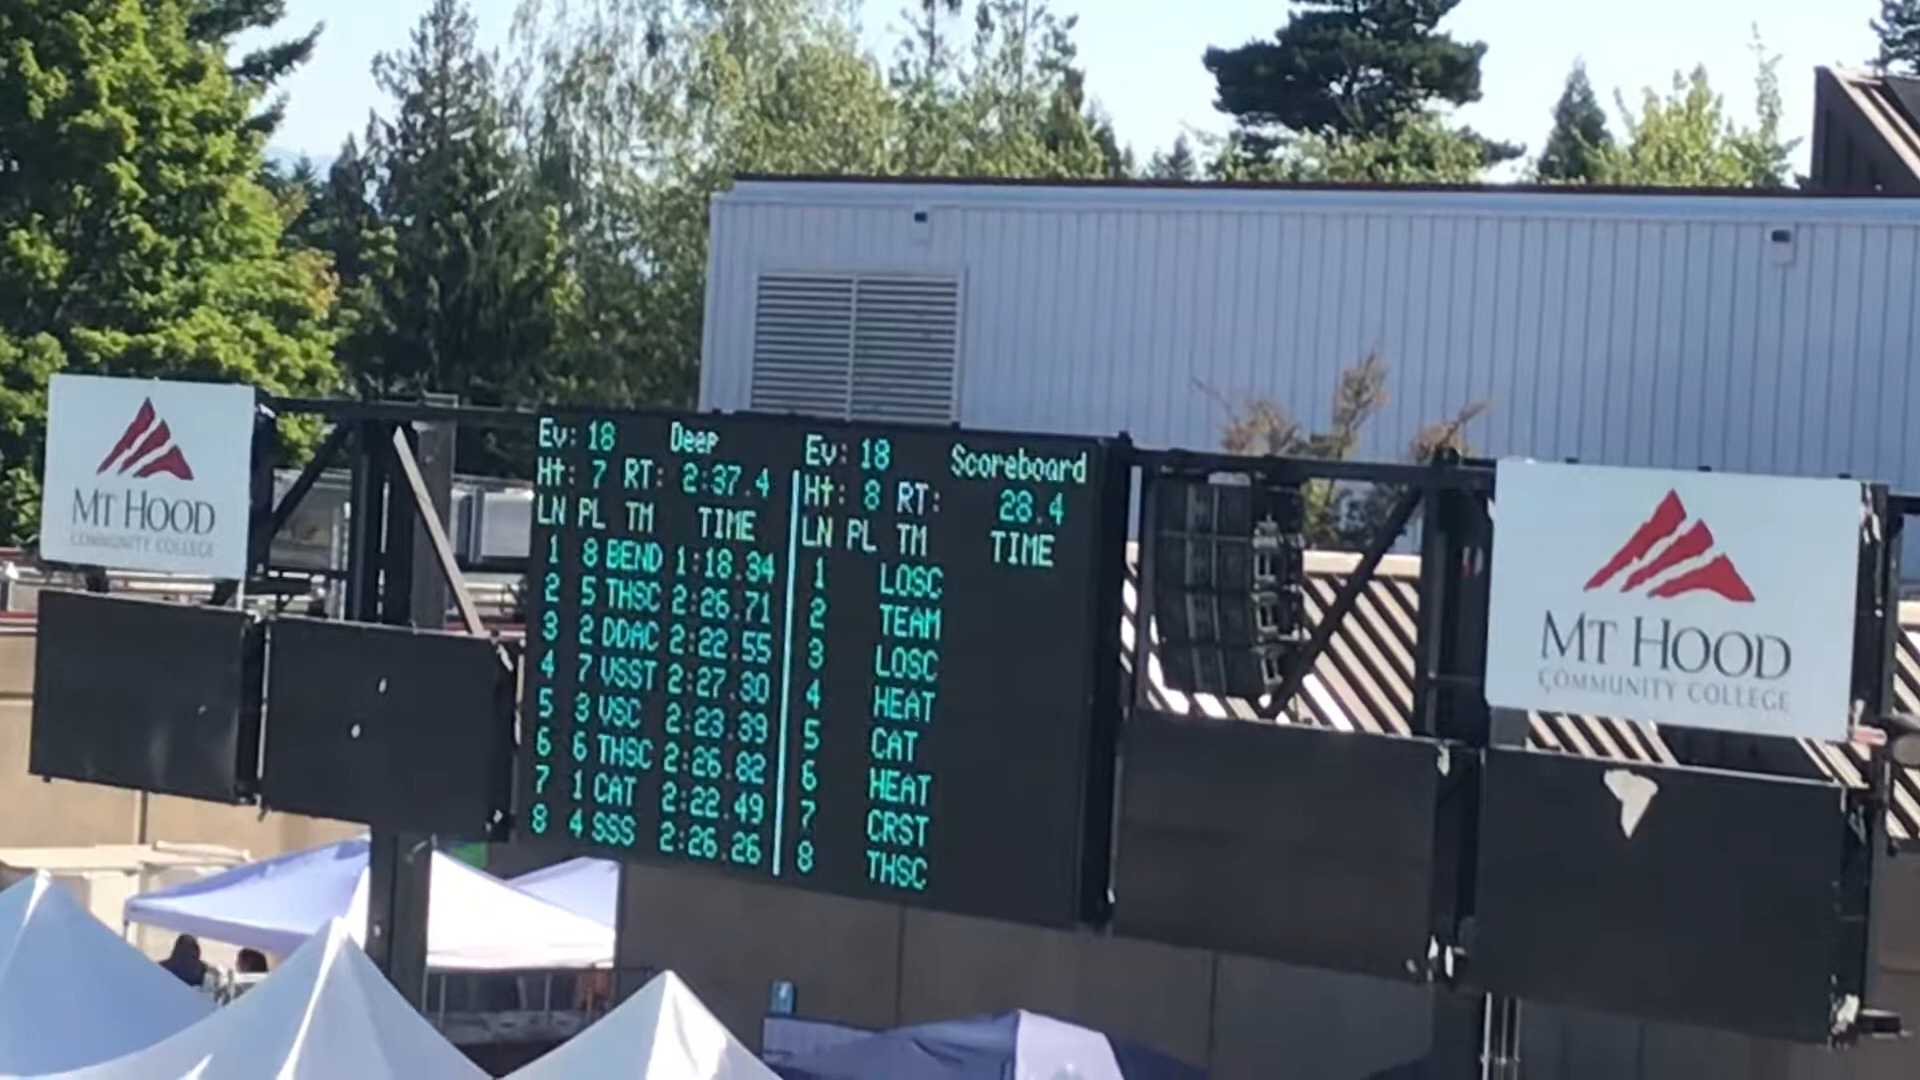 MT HOOD
COMMUNITY COLLEGE
Ev: 18 Deep
Ht: 7 RT: 2:37.4
LN PL TM TIME
1 8 BEND 1:18.34
2 5 THSC 2:26.71
3 2 DDAC 2:22.55
4 7 VSST 2:27.30
5 3 VSC 2:23.39
6 6 THSC 2:26.82
7 1 CAT 2:22.49
8 4 SSS 2:26.26
Ev: 18 Scoreboard
Ht: 8 RT: 28.4
LN PL TM TIME
1 LOSC
2 TEAM
3 LOSC
4 HEAT
5 CAT
6 HEAT
7 CRST
8 THSC
MT HOOD
COMMUNITY COLLEGE